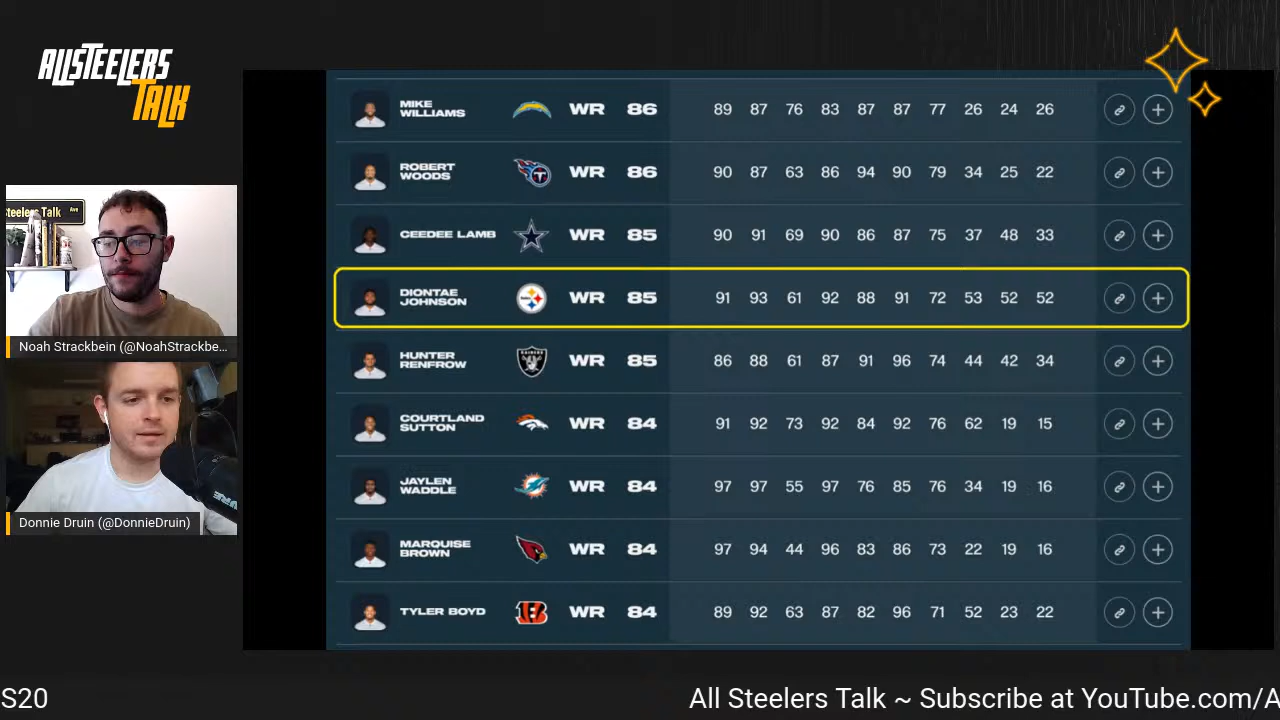 ALLSTEELERS
TALK
Steelers Talk Ave
Noah Strackbein (@NoahStrackbe...
Donnie Druin (@DonnieDruin)
MIKE
WILLIAMS
WR 86 89 87 76 83 87 87 77 26 24 26
ROBERT
WOODS
WR 86 90 87 63 86 94 90 79 34 25 22
CEEDEE LAMB WR 85 90 91 69 90 86 87 75 37 48 33
DIONTAE
JOHNSON
WR 85 91 93 61 92 88 91 72 53 52 52
HUNTER
RENFROW
RAIDERS
WR 85 86 88 61 87 91 96 74 44 42 34
COURTLAND
SUTTON
WR 84 91 92 73 92 84 92 76 62 19 15
JAYLEN
WADDLE
WR 84 97 97 55 97 76 85 76 34 19 16
MARQUISE
BROWN
WR 84 97 94 44 96 83 86 73 22 19 16
TYLER BOYD WR 84 89 92 63 87 82 96 71 52 23 22
S20
All Steelers Talk ~ Subscribe at YouTube.com/A